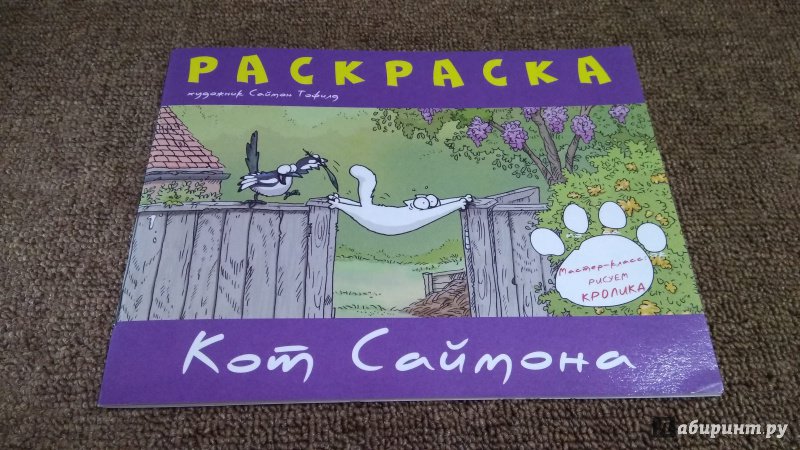 РАСКРАСКА
художник Саймон Тофилд
Мастер-класс:
РИСУЕМ
КРОЛИКА
Кот Саймона
Лабиринт.ру